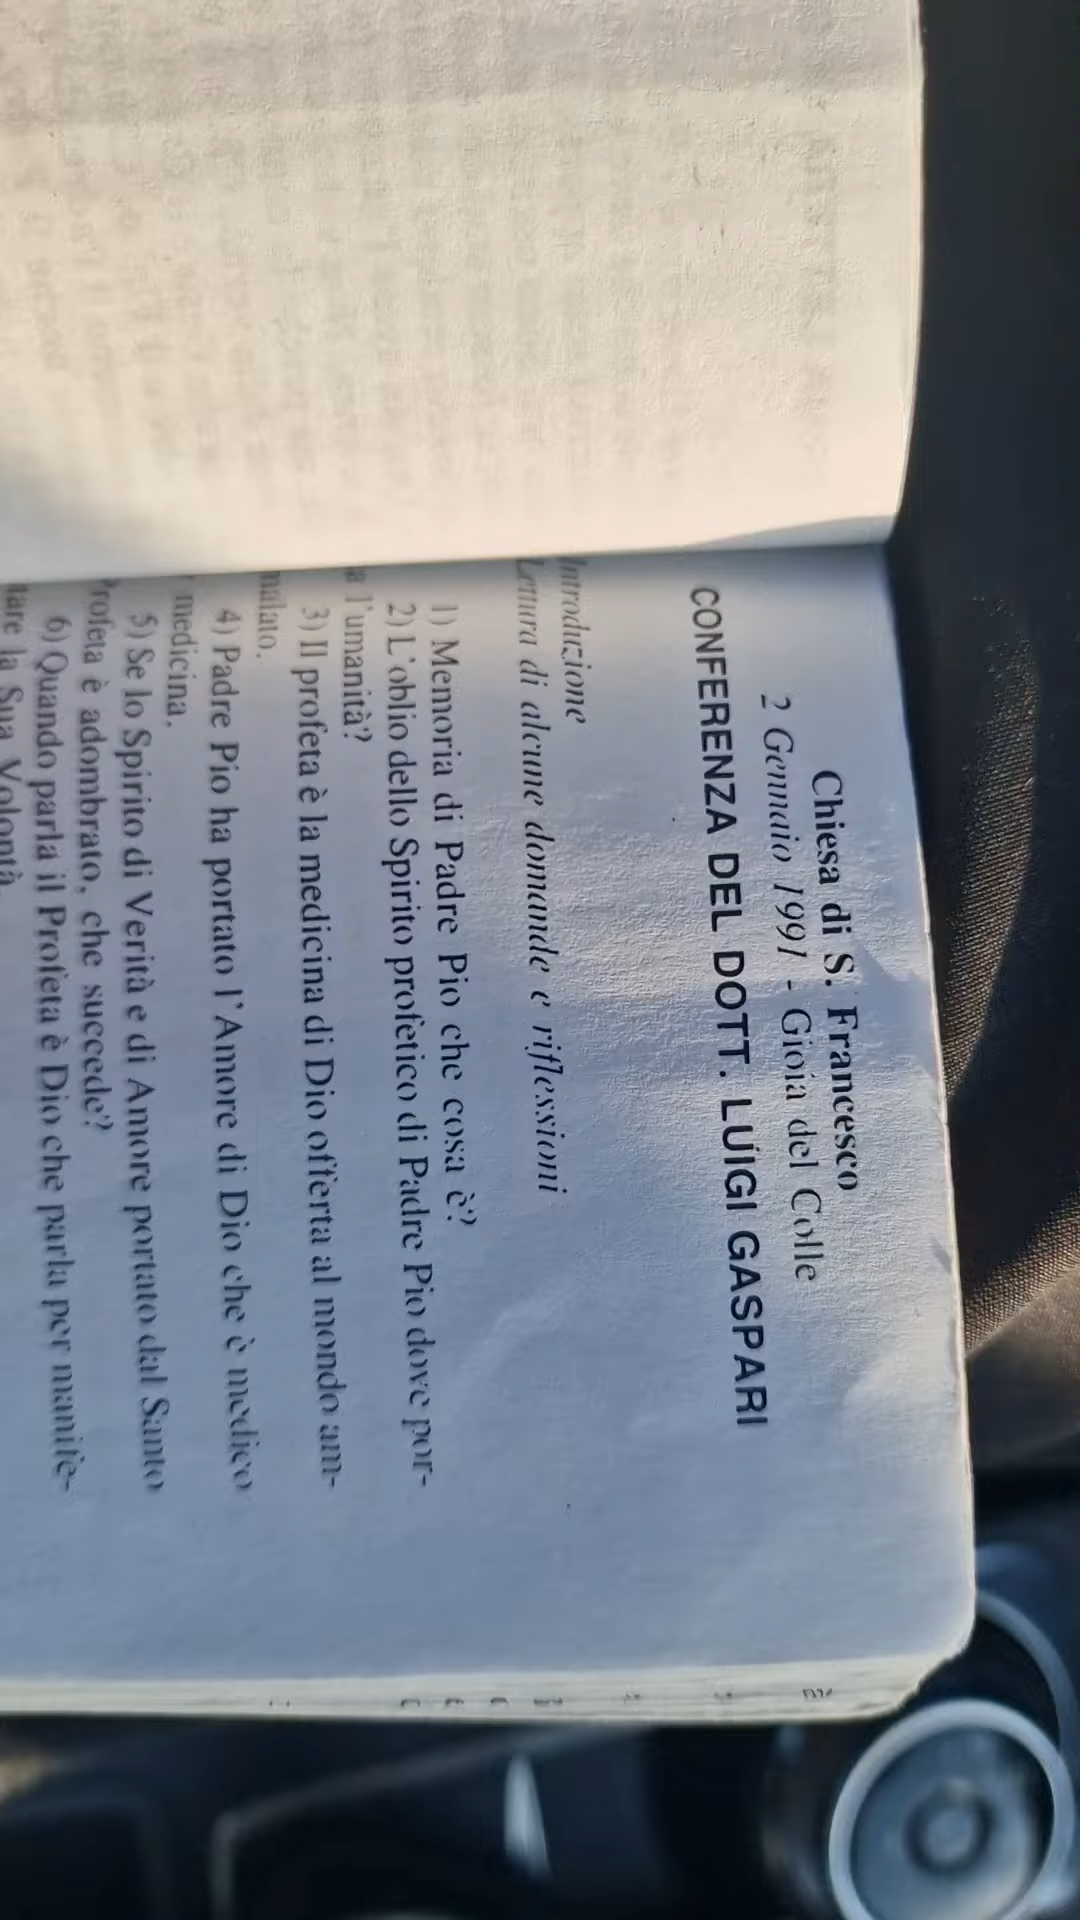 Chiesa di S. Francesco
2 Gennaio 1991 - Gioia del Colle
CONFERENZA DEL DOTT. LUIGI GASPARI
Introduzione
Lettura di alcune domande e riflessioni
1) Memoria di Padre Pio che cosa è?
2) L'oblio dello Spirito profetico di Padre Pio dove por-
a l'umanità?
3) Il profeta è la medicina di Dio offerta al mondo am-
malato.
4) Padre Pio ha portato l'Amore di Dio che è medico
medicina.
5) Se lo Spirito di Verità e di Amore portato dal Santo
Profeta è adombrato, che succede?
6) Quando parla il Profeta è Dio che parla per manife-
tare la Sua Volontà.